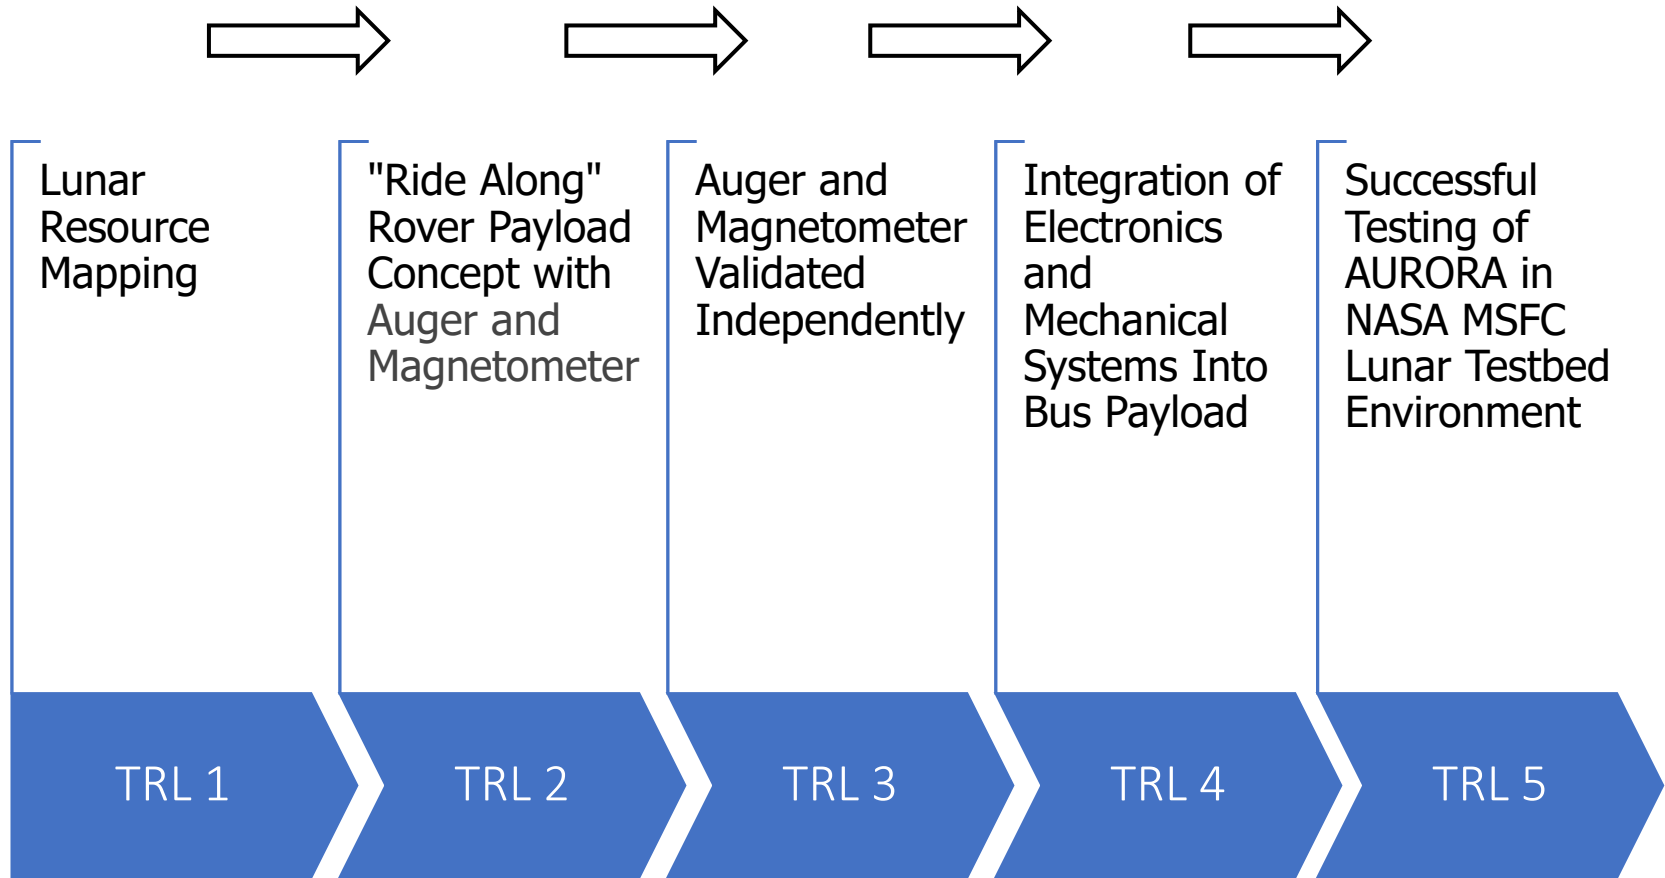 Lunar
Resource
Mapping
"Ride Along"
Rover Payload
Concept with
Auger and
Magnetometer
Auger and
Magnetometer
Validated
Independently
Integration of
Electronics
and
Mechanical
Systems Into
Bus Payload
Successful
Testing of
AURORA in
NASA MSFC
Lunar Testbed
Environment
TRL 1
TRL 2
TRL 3
TRL 4
TRL 5